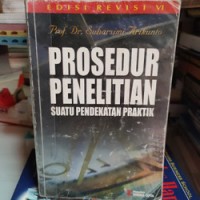 EDISI REVISI VI
Prof. Dr. Suharsimi Arikunto
PROSEDUR
PENELITIAN
SUATU PENDEKATAN PRAKTIK